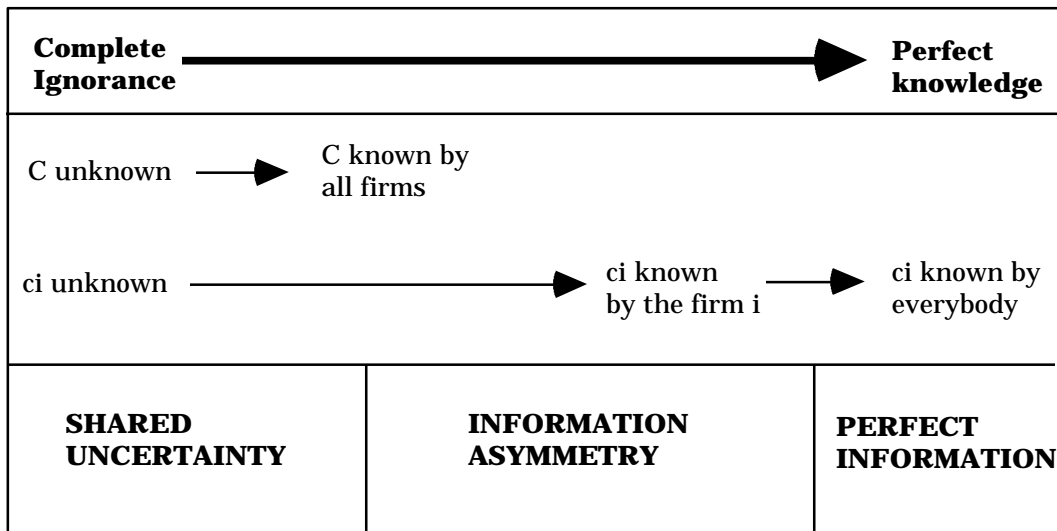 Complete
Ignorance
Perfect
knowledge
C unknown
C known by
all firms
ci unknown
ci known
by the firm i
ci known by
everybody
SHARED
UNCERTAINTY
INFORMATION
ASYMMETRY
PERFECT
INFORMATION